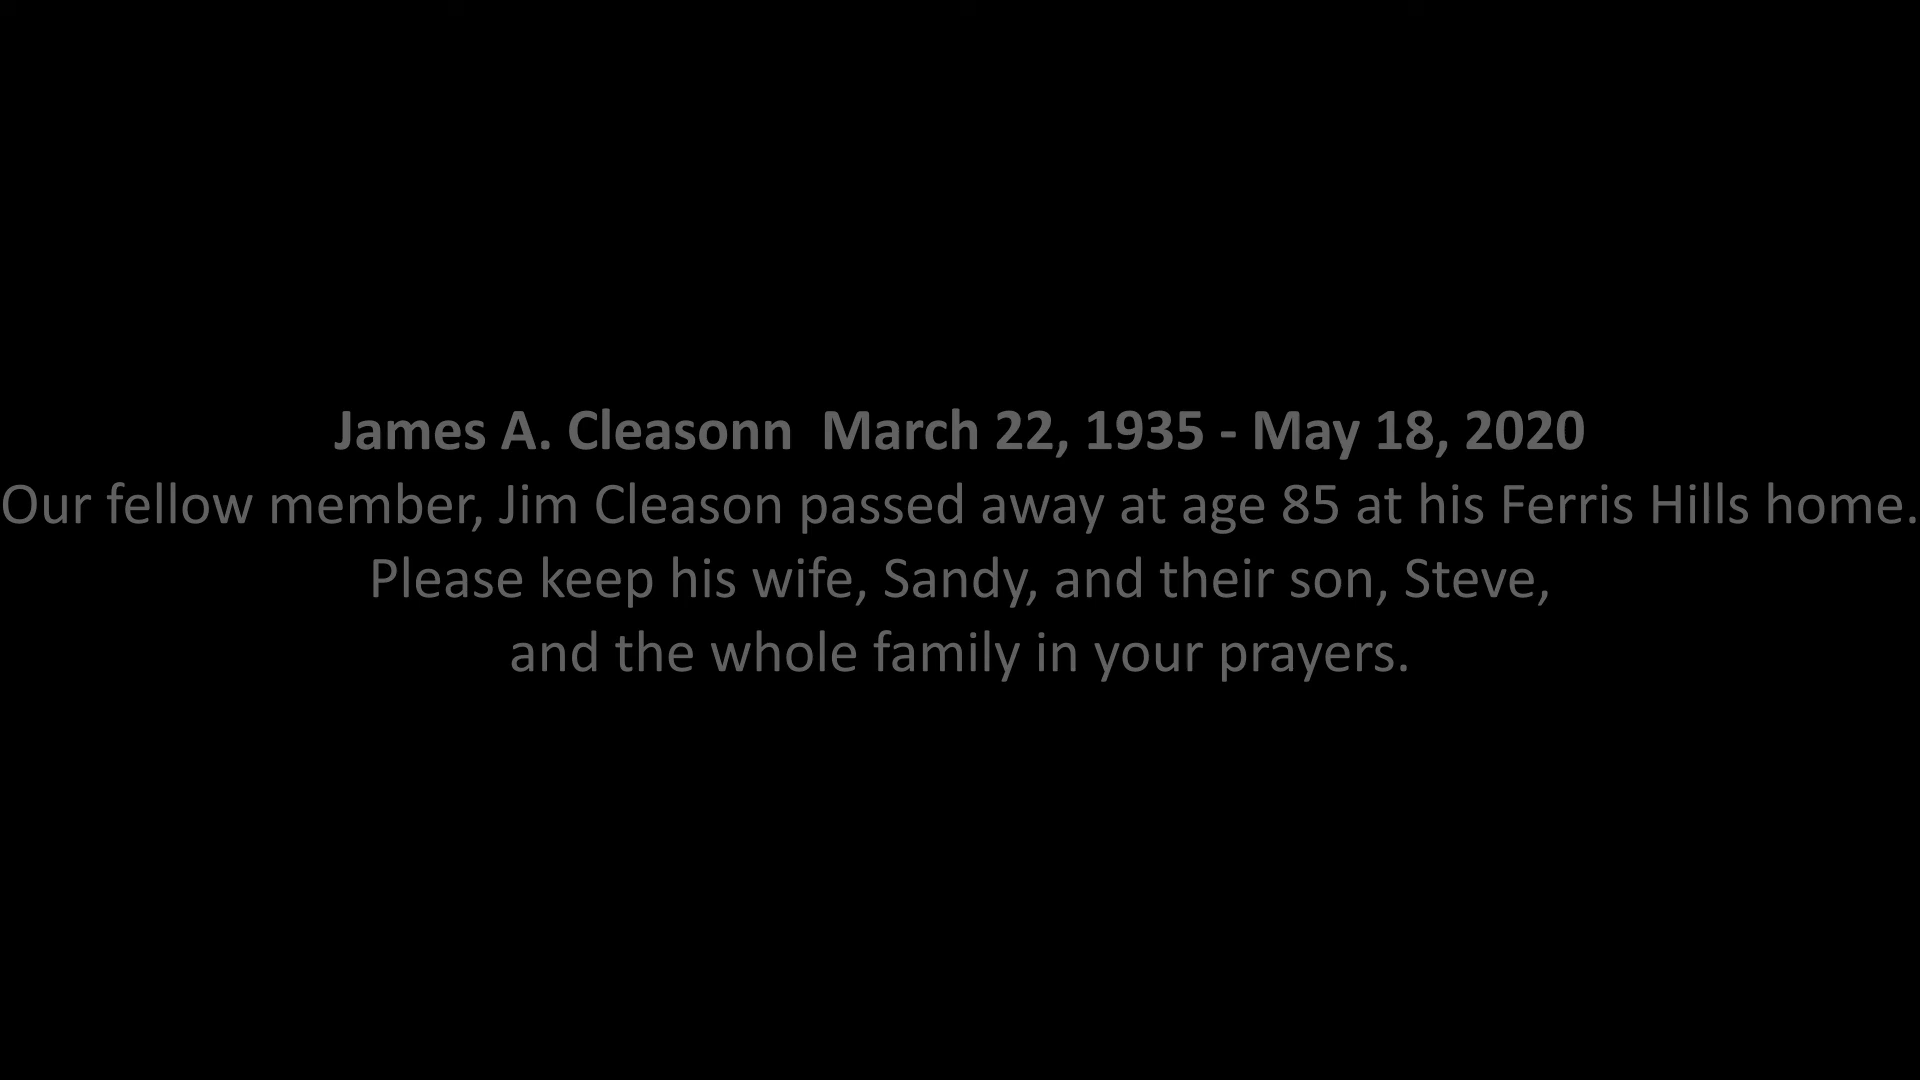 James A. Cleasonn  March 22, 1935 - May 18, 2020
Our fellow member, Jim Cleason passed away at age 85 at his Ferris Hills home.
Please keep his wife, Sandy, and their son, Steve,
and the whole family in your prayers.